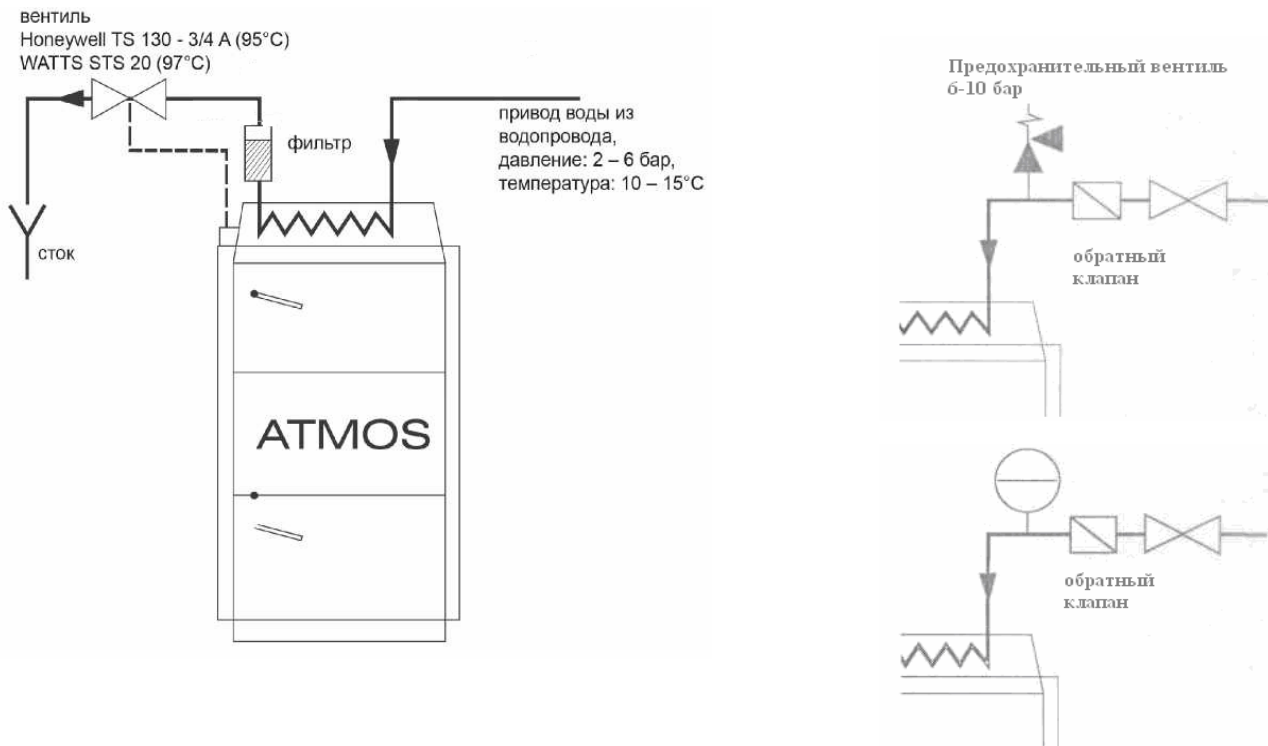 вентиль
Honeywell TS 130 - 3/4 A (95°C)
WATTS STS 20 (97°C)
фильтр
привод воды из
водопровода,
давление: 2 – 6 бар,
температура: 10 – 15°C
сток
ATMOS
Предохранительный вентиль
6-10 бар
обратный
клапан
обратный
клапан